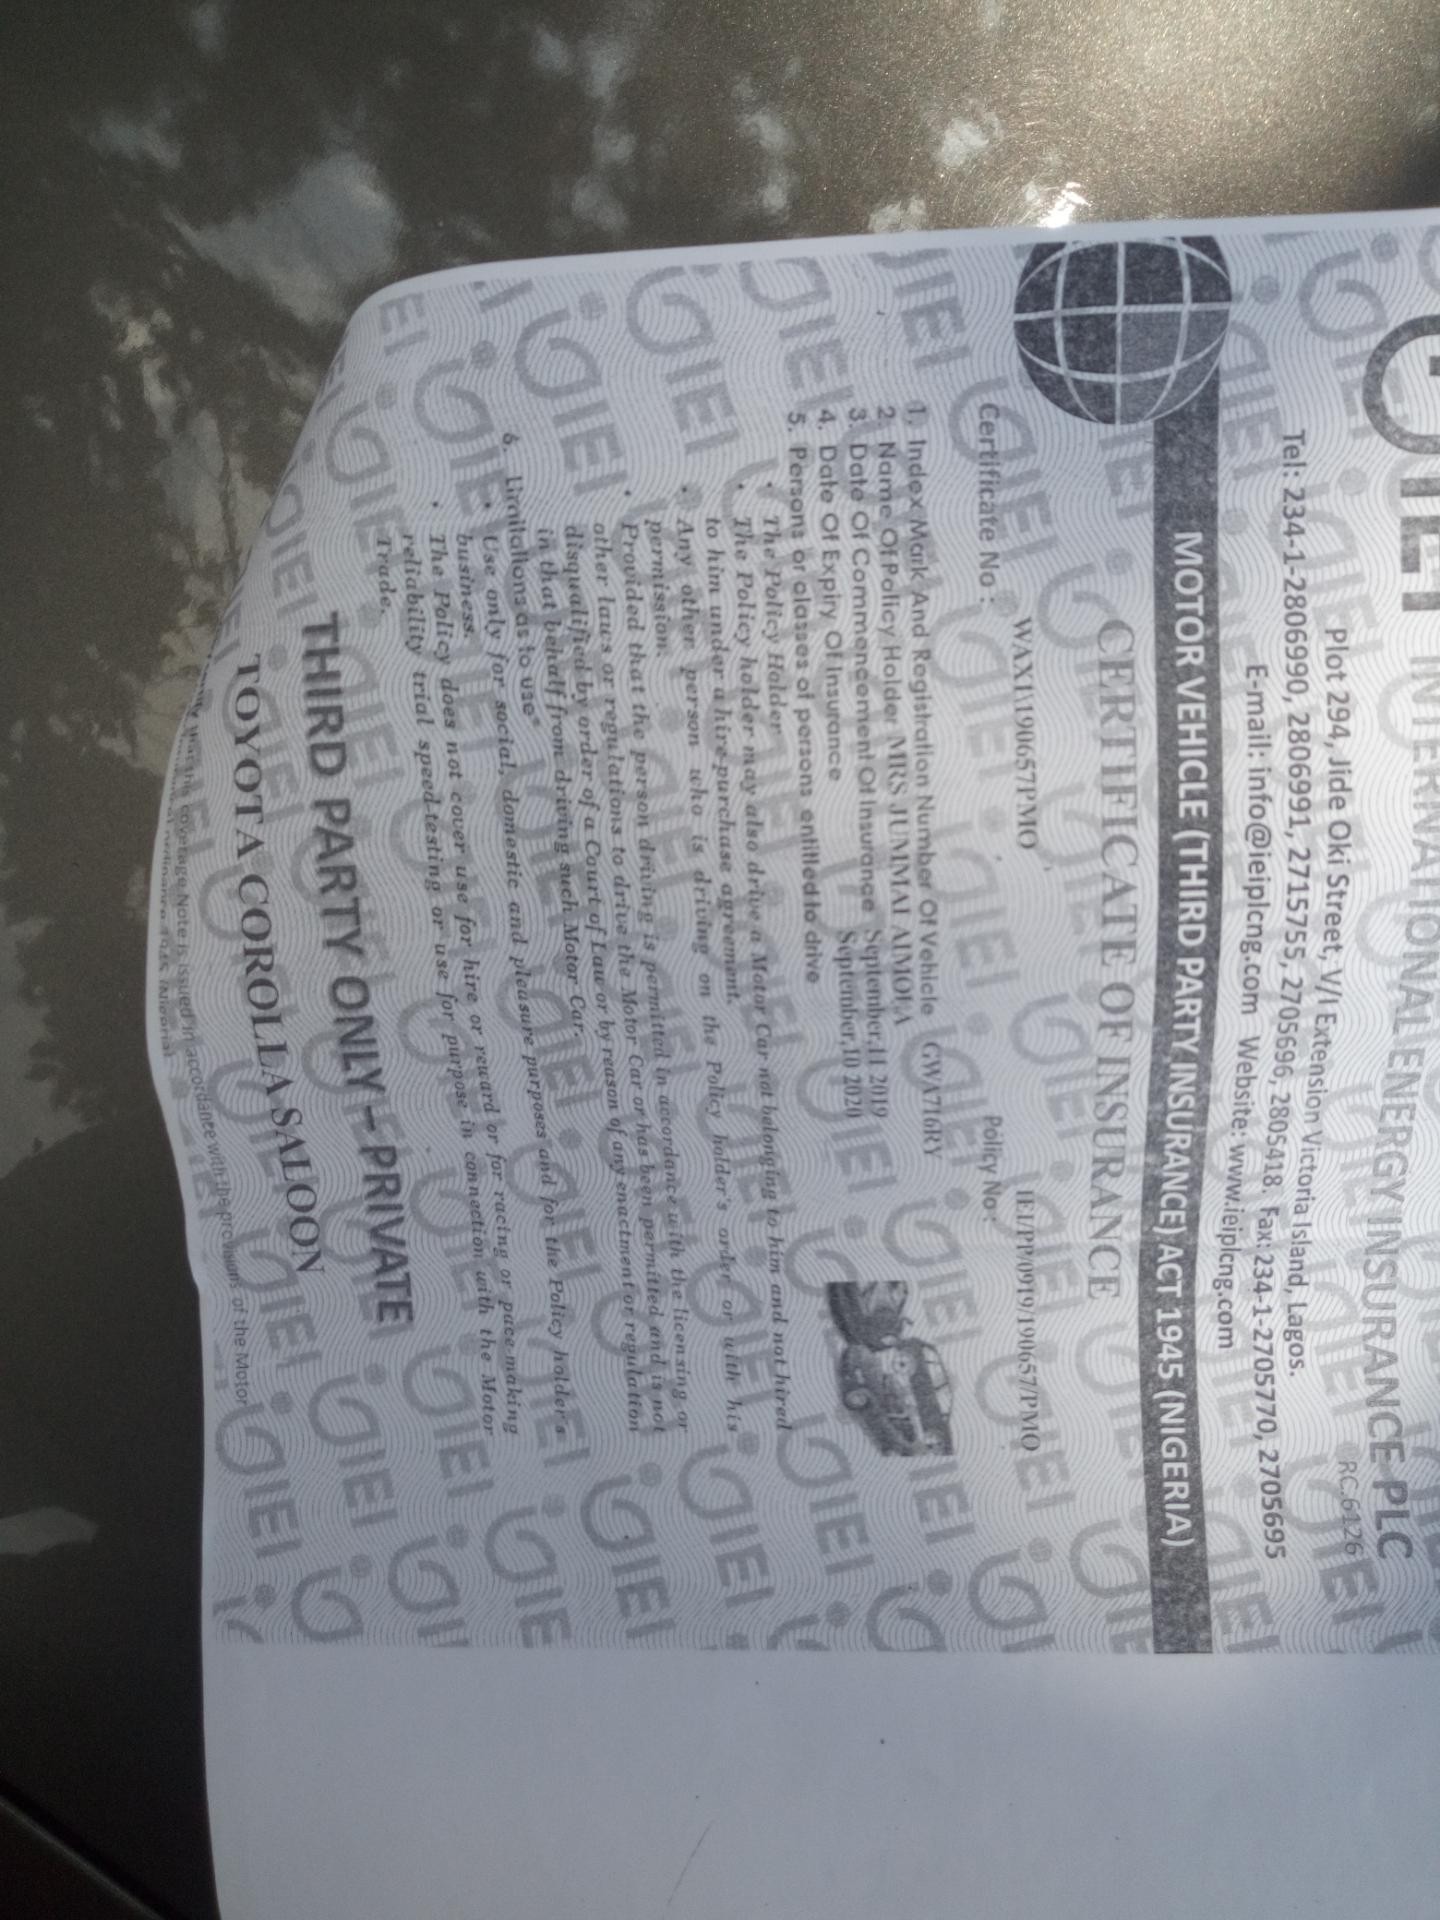 IEI INTERNATIONAL ENERGY INSURANCE PLC
RC.6126
Plot 294, Jide Oki Street, V/I Extension Victoria Island, Lagos.
Tel: 234-1-28069990, 28069991, 2715755, 2705696, 2805418. Fax:234-1-2705770, 2705695
E-mail: info@ieiplcng.com Website: www.ieiplcng.com
MOTOR VEHICLE (THIRD PARTY INSURANCE) ACT 1945 (NIGERIA)
CERTIFICATE OF INSURANCE
WAX1/190657PMO IEI/PP/0919/190657/PMO
Certificate No : Policy No :
1. Index Mark And Registration Number Of Vehicle GWA716RY
2 Name Of Policy Holder MRS JUMMAI AIMOLA
3. Date Of Commencement Of Insurance September,11 2019
4. Date Of Expiry Of Insurance September,10 2020
5. Persons or classes of persons entitled to drive
• The Policy Holder.
• The Policy holder may also drive a Motor Car not belonging to him and not hired
to him under a hire-purchase agreement.
• Any other person who is driving on the Policy holder's order or with his
permission.
• Provided that the person driving is permitted in accordance with the licensing or
other laws or regulations to drive the Motor Car or has been permitted and is not
disqualified by order of a Court of Law or by reason of any enactment or regulation
in that behalf from driving such Motor Car.
6. Limitations as to use*
• Use only for social, domestic and pleasure purposes and for the Policy holder's
business.
• The Policy does not cover use for hire or reward or for racing or pace-making
reliability trial speed-testing or use for purpose in connection with the Motor
Trade.
THIRD PARTY ONLY – PRIVATE
TOYOTA COROLLA SALOON
that this coverage Note is issued in accordance with the provisions of the Motor